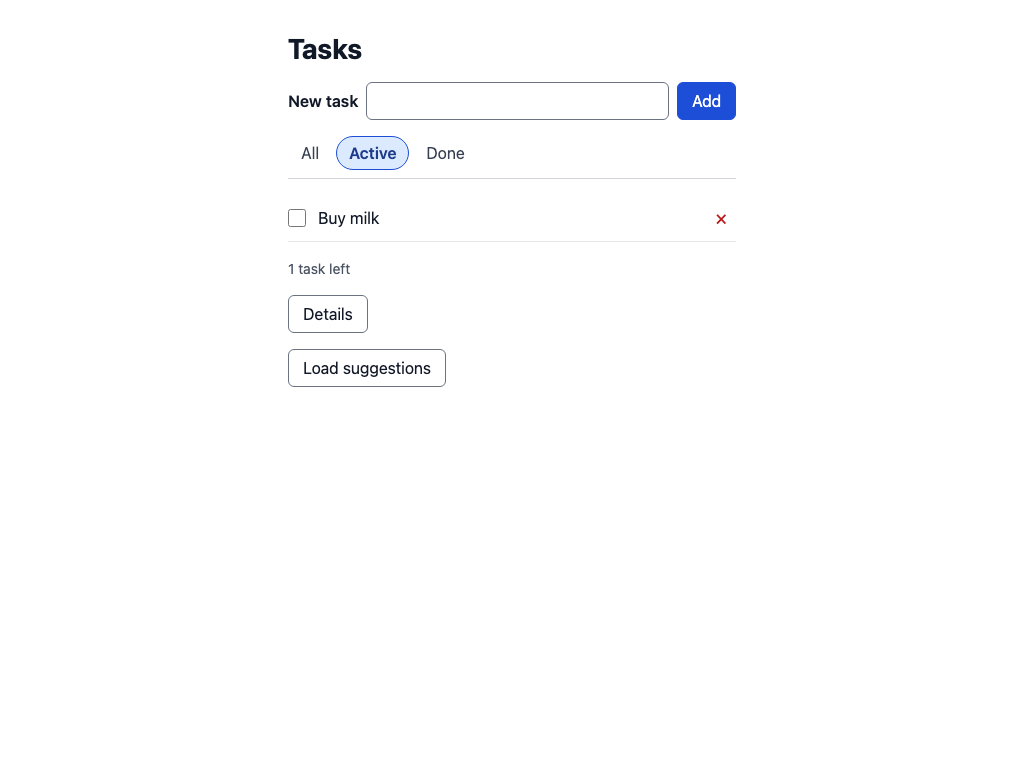 Tasks
New task Add
All Active Done
Buy milk ×
1 task left
Details
Load suggestions